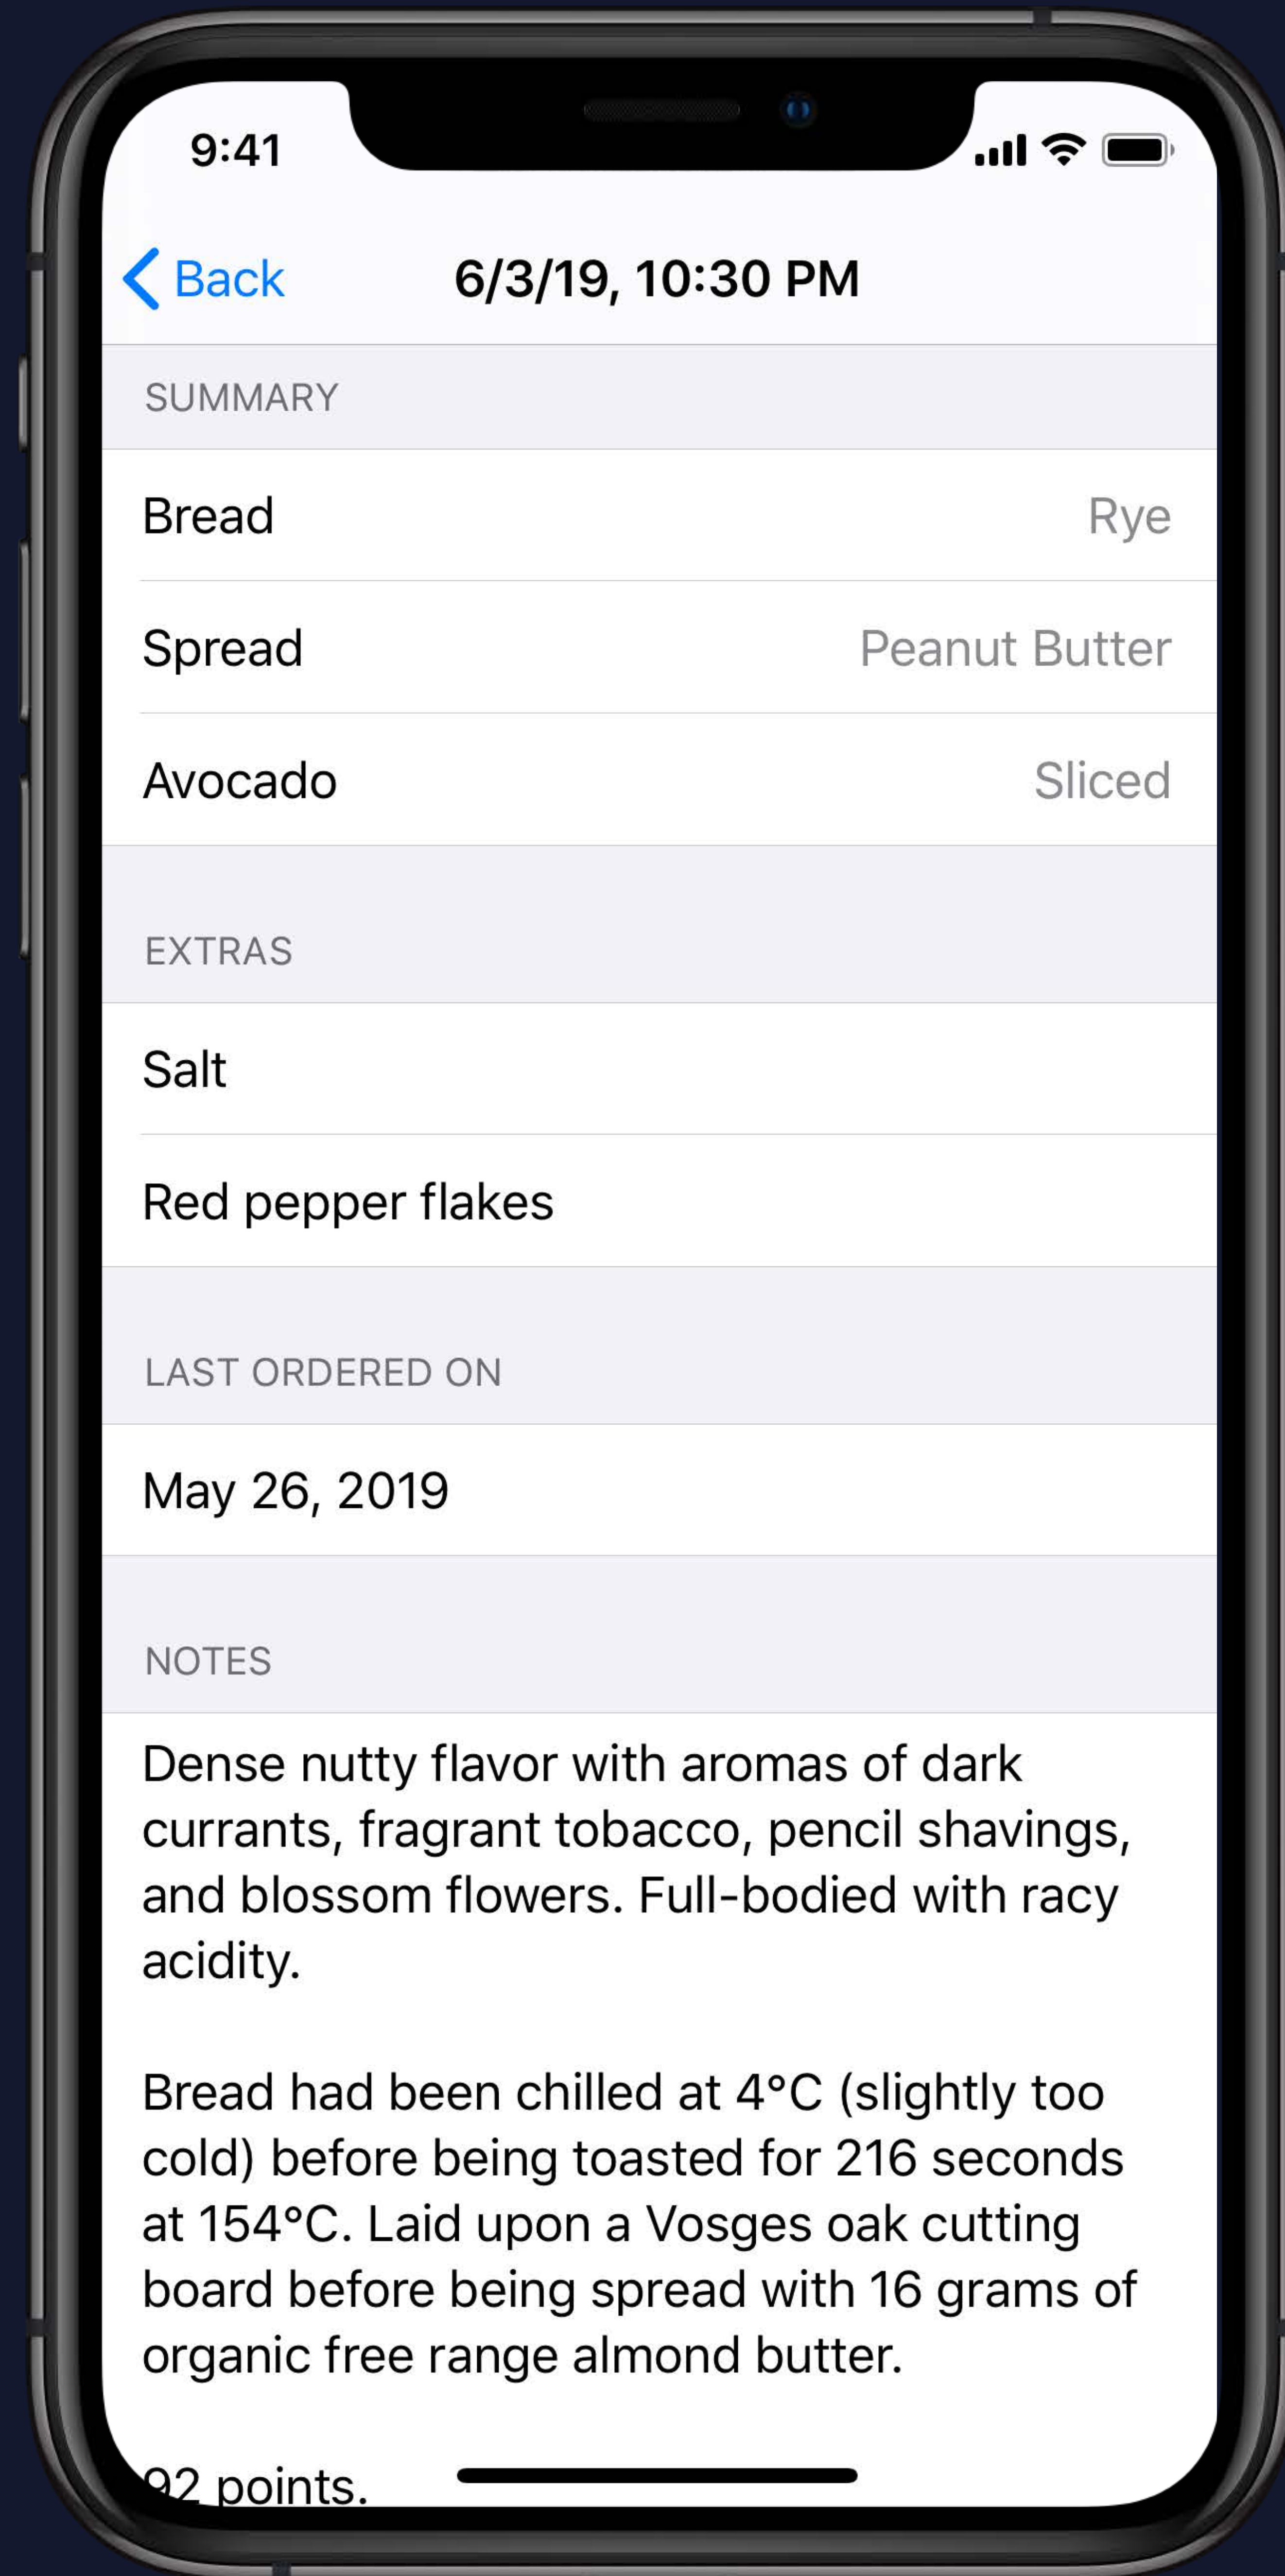 9:41
Back
6/3/19, 10:30 PM
SUMMARY
Bread Rye
Spread Peanut Butter
Avocado Sliced
EXTRAS
Salt
Red pepper flakes
LAST ORDERED ON
May 26, 2019
NOTES
Dense nutty flavor with aromas of dark
currants, fragrant tobacco, pencil shavings,
and blossom flowers. Full-bodied with racy
acidity.
Bread had been chilled at 4°C (slightly too
cold) before being toasted for 216 seconds
at 154°C. Laid upon a Vosges oak cutting
board before being spread with 16 grams of
organic free range almond butter.
92 points.